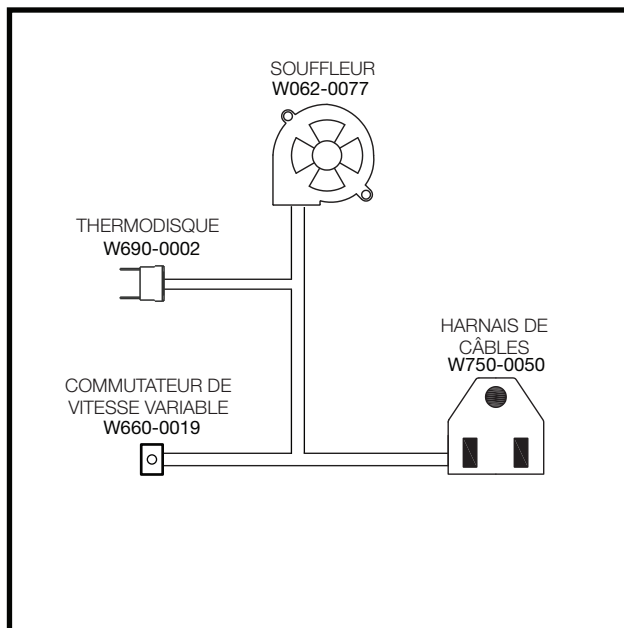 SOUFFLEUR
W062-0077
THERMODISQUE
W690-0002
HARNAIS DE
CÂBLES
W750-0050
COMMUTATEUR DE
VITESSE VARIABLE
W660-0019